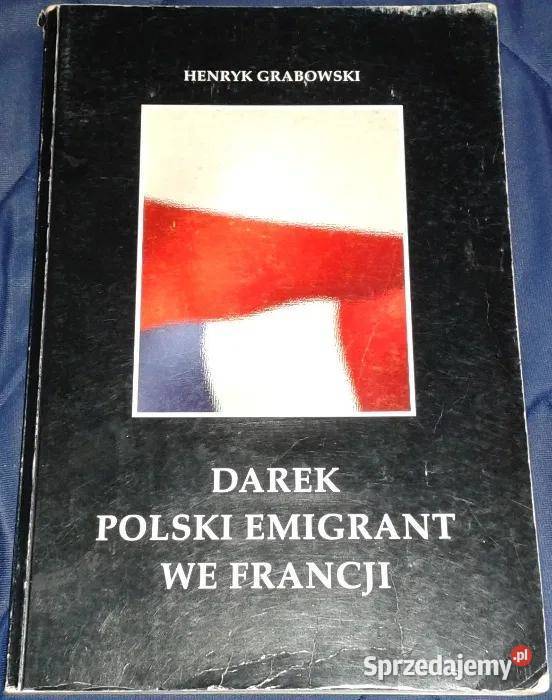 HENRYK GRABOWSKI
DAREK
POLSKI EMIGRANT
WE FRANCJI
Sprzedajemy.pl